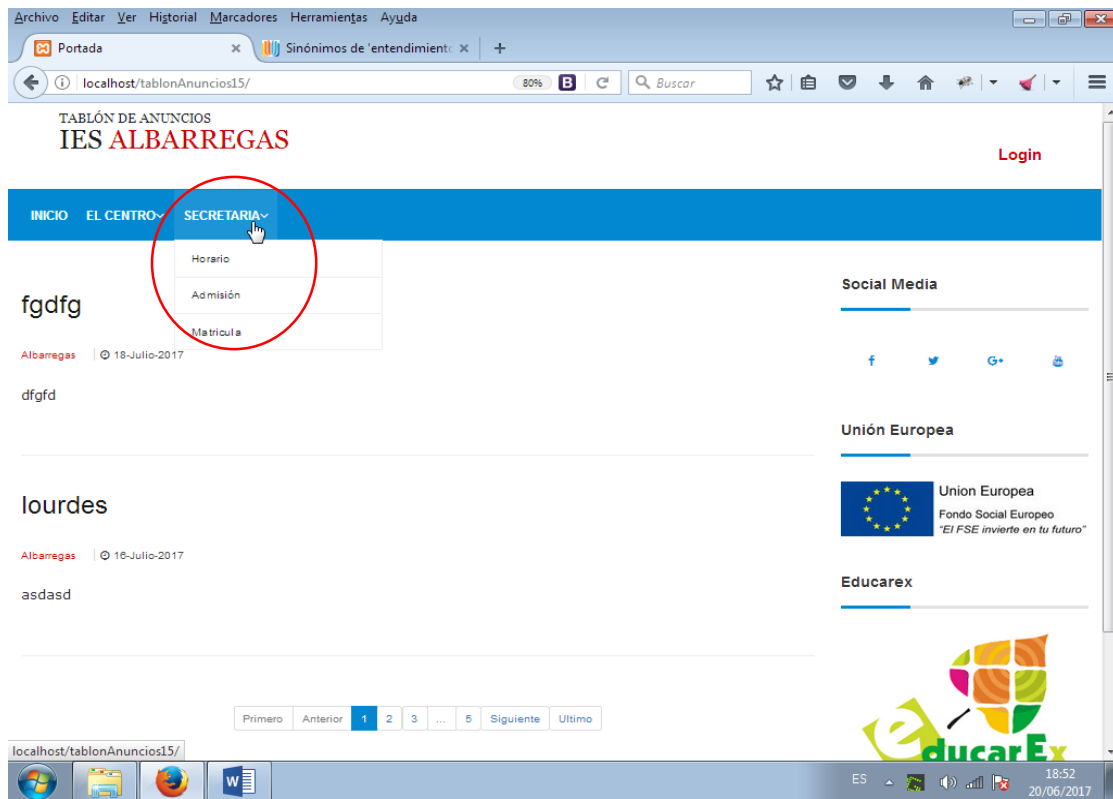 Archivo Editar Ver Historial Marcadores Herramientas Ayuda
Portada
Sinónimos de 'entendimiento
localhost/tablonAnuncios15/
80%
B
Buscar
TABLÓN DE ANUNCIOS
IES ALBARREGAS
Login
INICIO EL CENTRO SECRETARIA
Horario
Admisión
Matricula
fgdfg
Albarregas 18-Julio-2017
dfgfd
lourdes
Albarregas 16-Julio-2017
asdasd
Primero Anterior 1 2 3 ... 5 Siguiente Ultimo
Social Media
Unión Europea
Union Europea
Fondo Social Europeo
"El FSE invierte en tu futuro"
Educarex
educarEx
localhost/tablonAnuncios15/
ES
18:52
20/06/2017